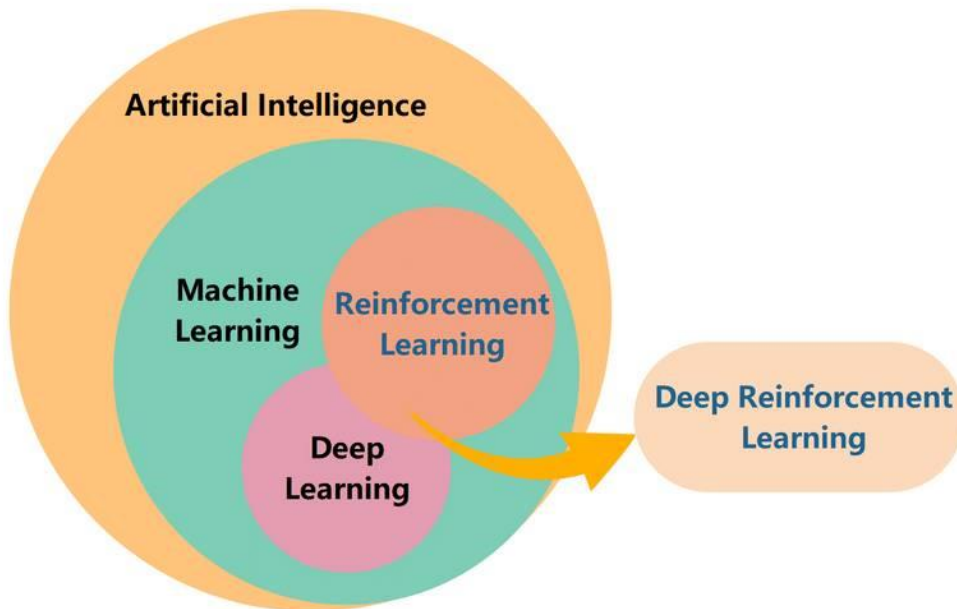 Artificial Intelligence
Machine
Learning
Reinforcement
Learning
Deep
Learning
Deep Reinforcement
Learning